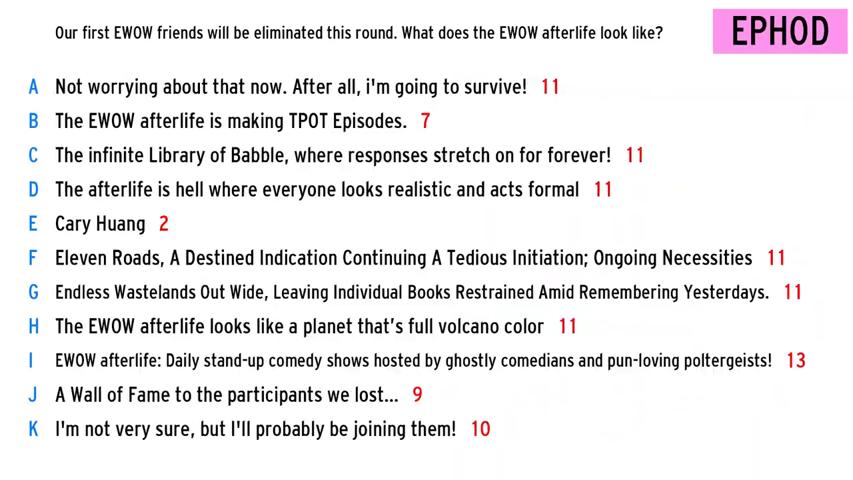 Our first EWOW friends will be eliminated this round. What does the EWOW afterlife look like?
EPHOD
A Not worrying about that now. After all, i'm going to survive! 11
B The EWOW afterlife is making TPOT Episodes. 7
C The infinite Library of Babble, where responses stretch on for forever! 11
D The afterlife is hell where everyone looks realistic and acts formal 11
E Cary Huang 2
F Eleven Roads, A Destined Indication Continuing A Tedious Initiation; Ongoing Necessities 11
G Endless Wastelands Out Wide, Leaving Individual Books Restrained Amid Remembering Yesterdays. 11
H The EWOW afterlife looks like a planet that’s full volcano color 11
I EWOW afterlife: Daily stand-up comedy shows hosted by ghostly comedians and pun-loving poltergeists! 13
J A Wall of Fame to the participants we lost... 9
K I'm not very sure, but I'll probably be joining them! 10